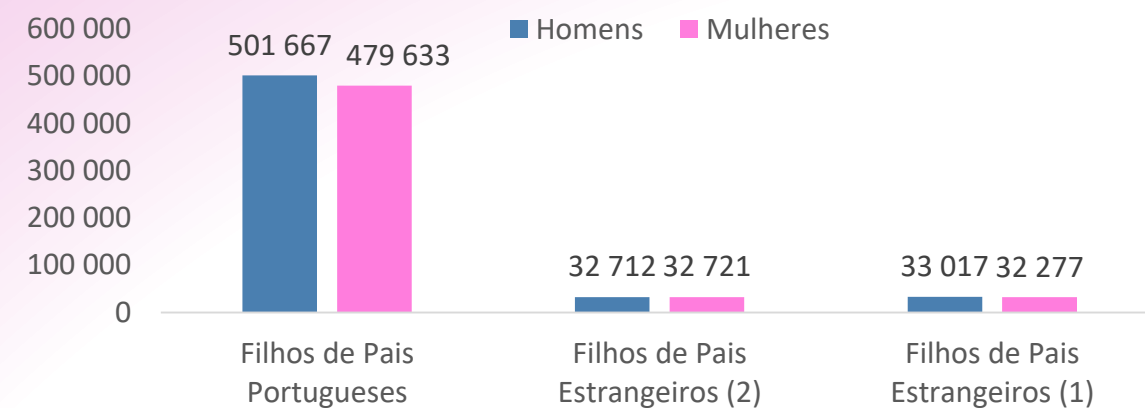 600 000
500 000
400 000
300 000
200 000
100 000
0
Homens Mulheres
501 667 479 633
32 712 32 721
33 017 32 277
Filhos de Pais
Portugueses
Filhos de Pais
Estrangeiros (2)
Filhos de Pais
Estrangeiros (1)